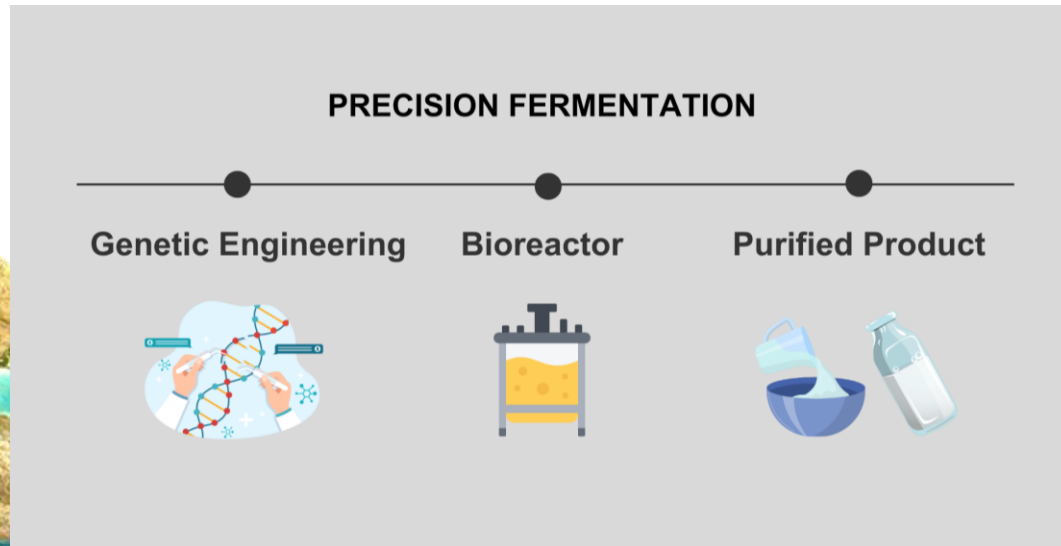 PRECISION FERMENTATION
Genetic Engineering
Bioreactor
Purified Product